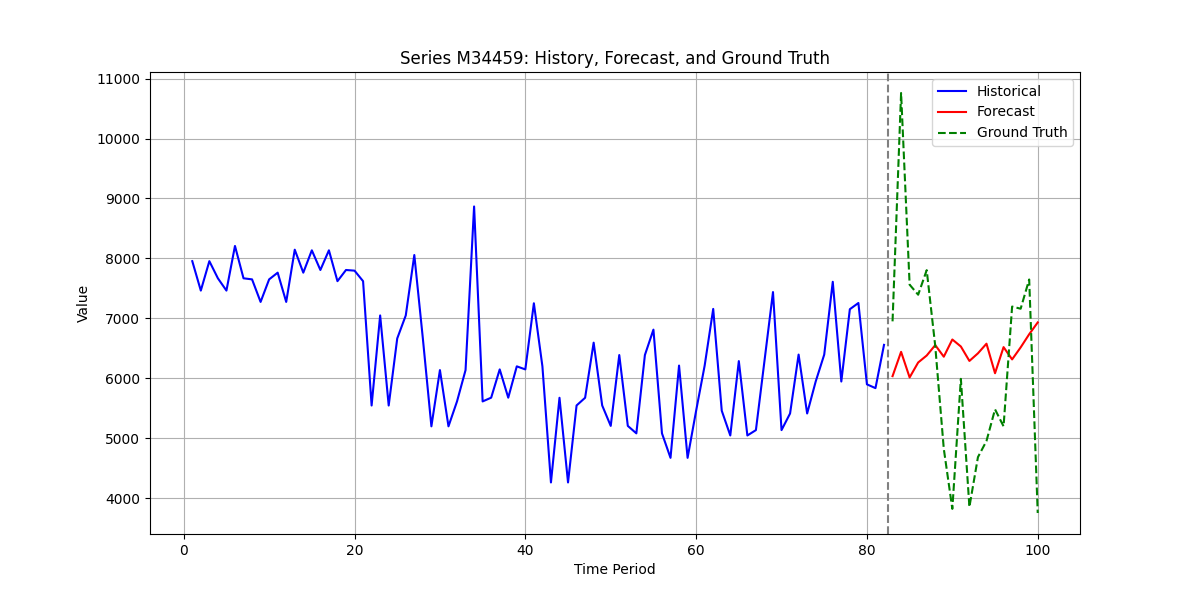 Series M34459: History, Forecast, and Ground Truth
11000
10000
9000
8000
7000
6000
5000
4000
Value
Historical
Forecast
Ground Truth
0 20 40 60 80 100
Time Period